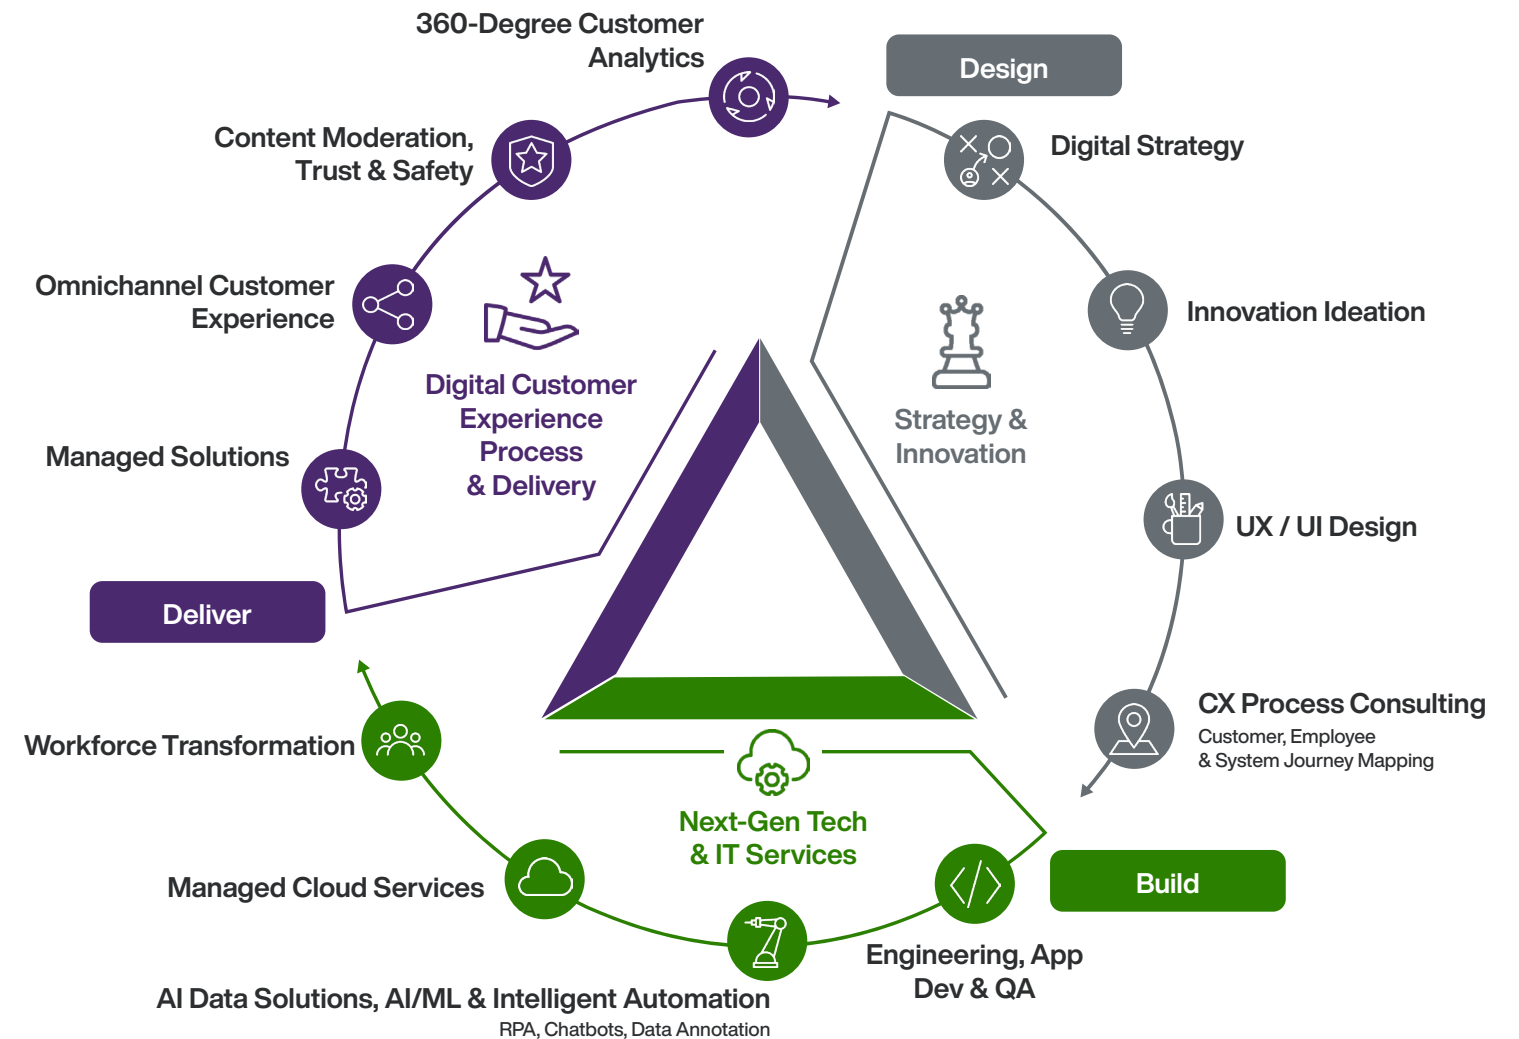 360-Degree Customer
Analytics
Design
Content Moderation,
Trust & Safety
Digital Strategy
Omnichannel Customer
Experience
Innovation Ideation
Digital Customer
Experience
Process
& Delivery
Strategy &
Innovation
Managed Solutions
UX / UI Design
Deliver
CX Process Consulting
Customer, Employee
& System Journey Mapping
Workforce Transformation
Next-Gen Tech
& IT Services
Managed Cloud Services
Build
Engineering, App
Dev & QA
AI Data Solutions, AI/ML & Intelligent Automation
RPA, Chatbots, Data Annotation